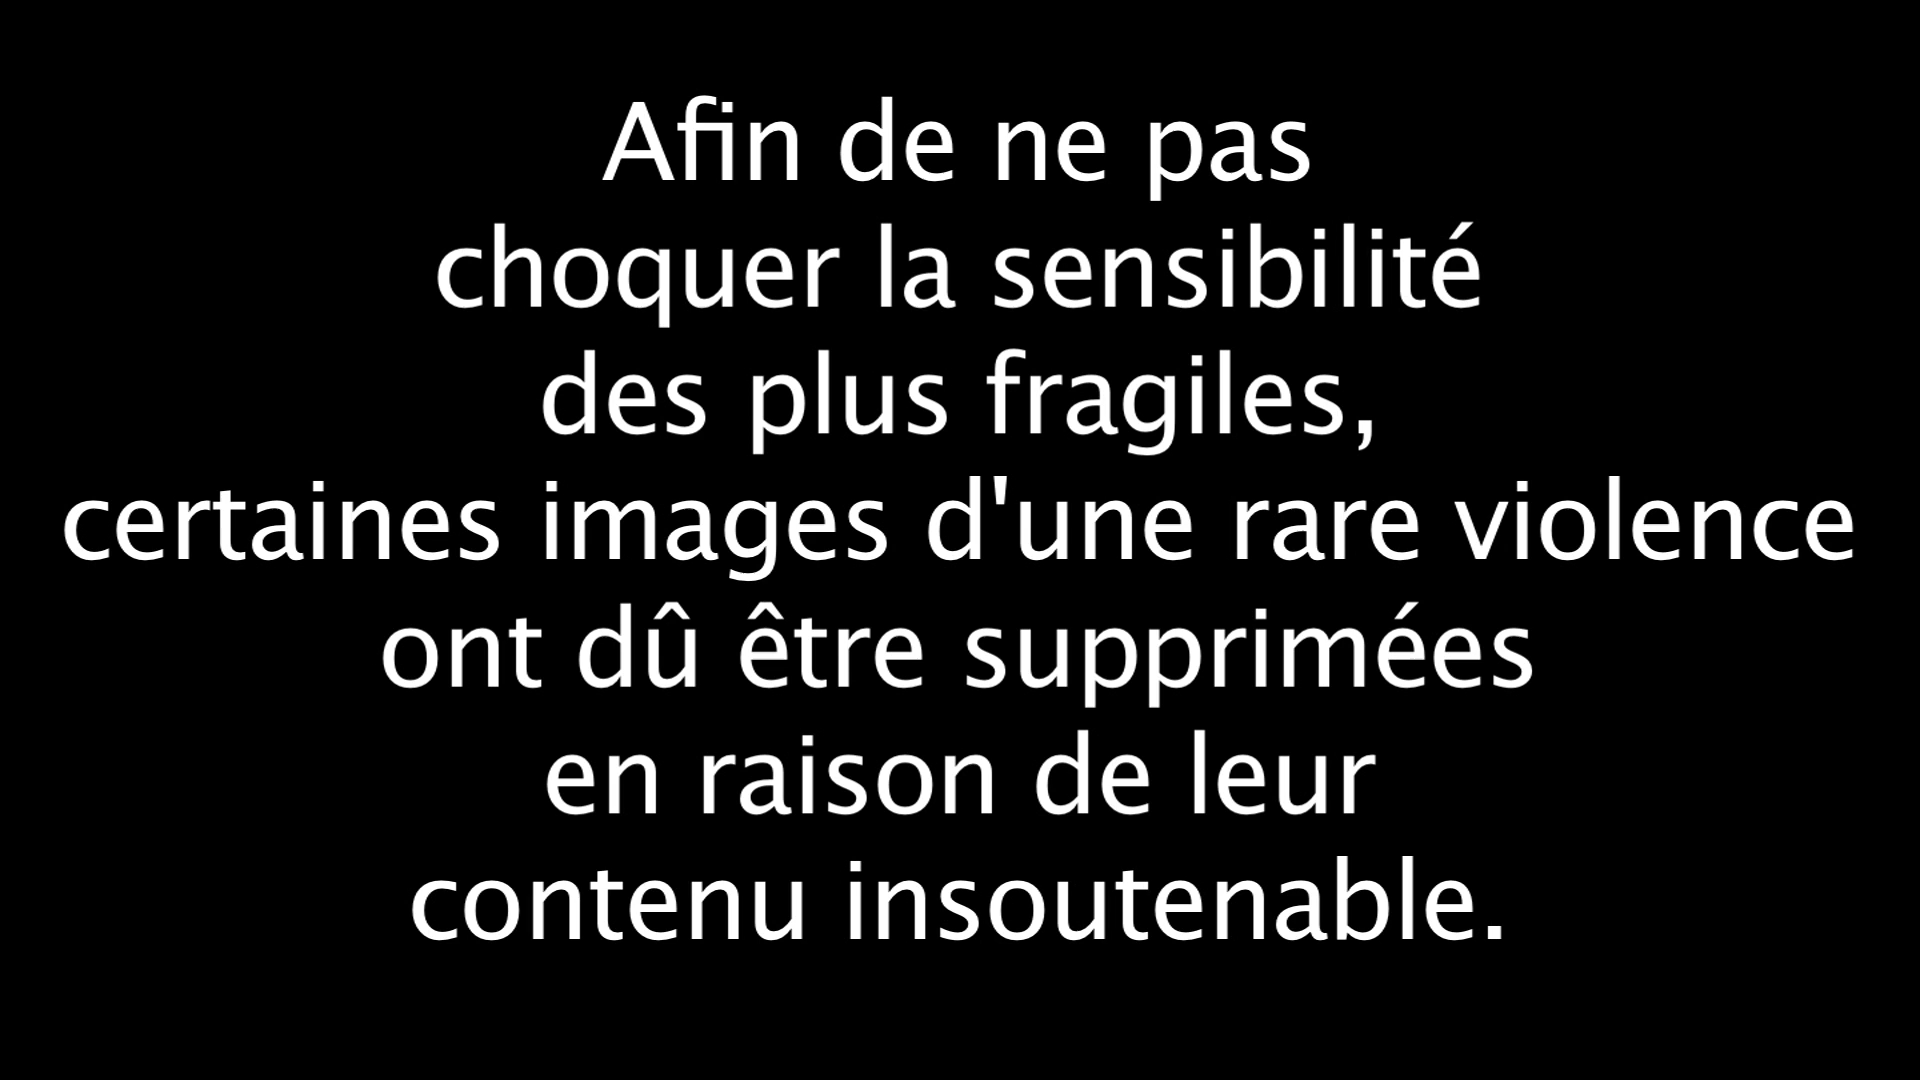 Afin de ne pas
choquer la sensibilité
des plus fragiles,
certaines images d'une rare violence
ont dû être supprimées
en raison de leur
contenu insoutenable.